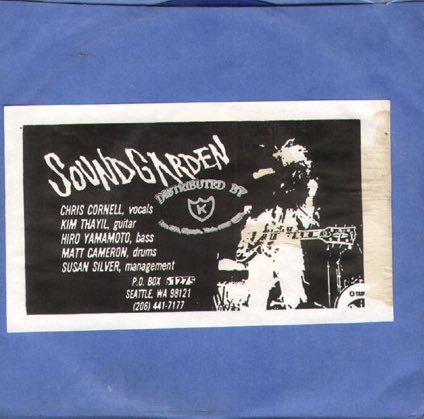 SOUNDGARDEN
DISTRIBUTED BY
K
CHRIS CORNELL, vocals
KIM THAYIL, guitar
HIRO YAMAMOTO, bass
MATT CAMERON, drums
SUSAN SILVER, management
P.O. BOX
SEATTLE, WA 98121
(206) 441-7177